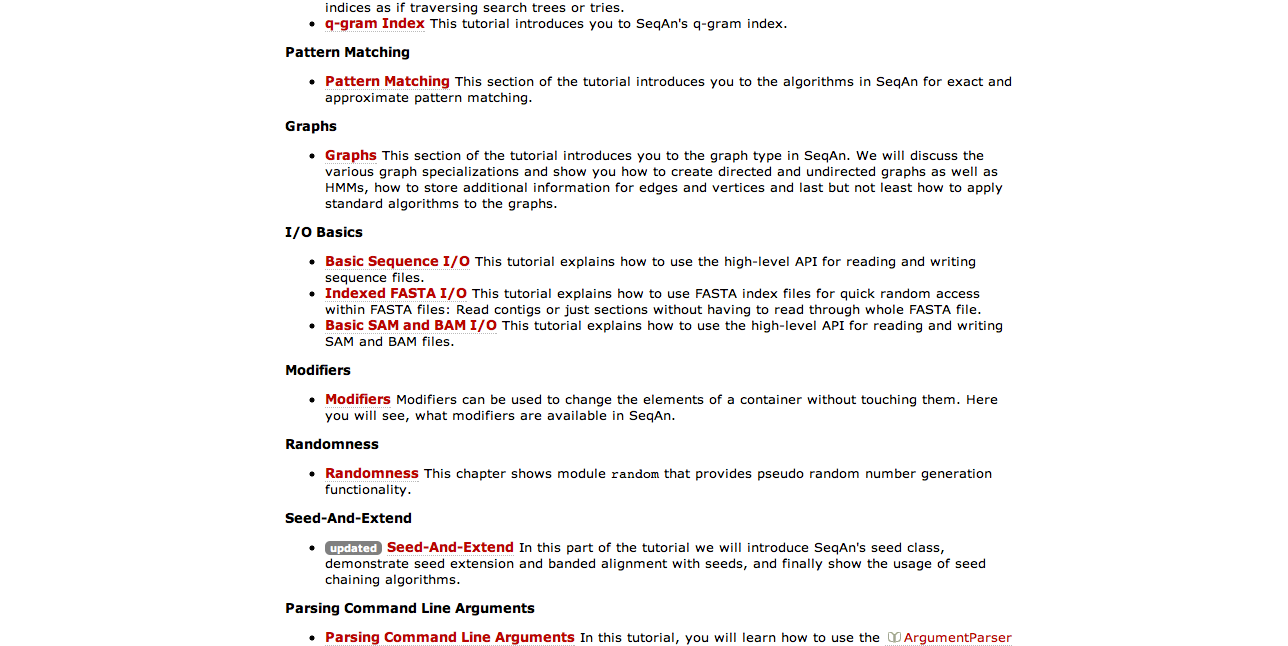 indices as if traversing search trees or tries.
• q-gram Index This tutorial introduces you to SeqAn's q-gram index.
Pattern Matching
• Pattern Matching This section of the tutorial introduces you to the algorithms in SeqAn for exact and
approximate pattern matching.
Graphs
• Graphs This section of the tutorial introduces you to the graph type in SeqAn. We will discuss the
various graph specializations and show you how to create directed and undirected graphs as well as
HMMs, how to store additional information for edges and vertices and last but not least how to apply
standard algorithms to the graphs.
I/O Basics
• Basic Sequence I/O This tutorial explains how to use the high-level API for reading and writing
sequence files.
• Indexed FASTA I/O This tutorial explains how to use FASTA index files for quick random access
within FASTA files: Read contigs or just sections without having to read through whole FASTA file.
• Basic SAM and BAM I/O This tutorial explains how to use the high-level API for reading and writing
SAM and BAM files.
Modifiers
• Modifiers Modifiers can be used to change the elements of a container without touching them. Here
you will see, what modifiers are available in SeqAn.
Randomness
• Randomness This chapter shows module random that provides pseudo random number generation
functionality.
Seed-And-Extend
• updated Seed-And-Extend In this part of the tutorial we will introduce SeqAn's seed class,
demonstrate seed extension and banded alignment with seeds, and finally show the usage of seed
chaining algorithms.
Parsing Command Line Arguments
• Parsing Command Line Arguments In this tutorial, you will learn how to use the ArgumentParser